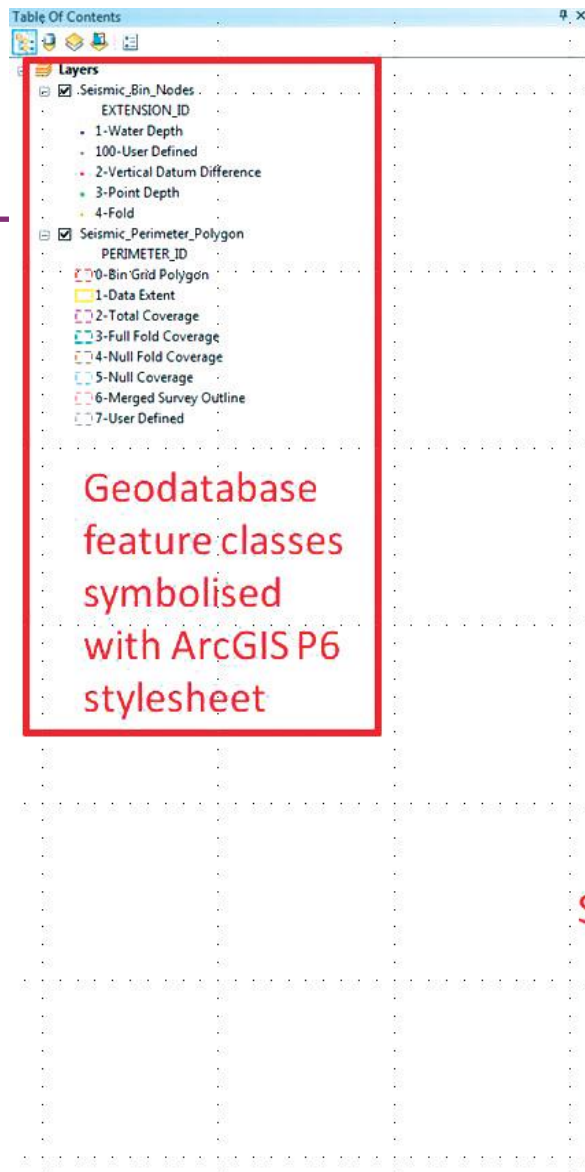 Table Of Contents
Layers
Seismic_Bin_Nodes
EXTENSION_ID
1-Water Depth
100-User Defined
2-Vertical Datum Difference
3-Point Depth
4-Fold
Seismic_Perimeter_Polygon
PERIMETER_ID
0-Bin Grid Polygon
1-Data Extent
2-Total Coverage
3-Full Fold Coverage
4-Null Fold Coverage
5-Null Coverage
6-Merged Survey Outline
7-User Defined
Geodatabase
feature classes
symbolised
with ArcGIS P6
stylesheet
S